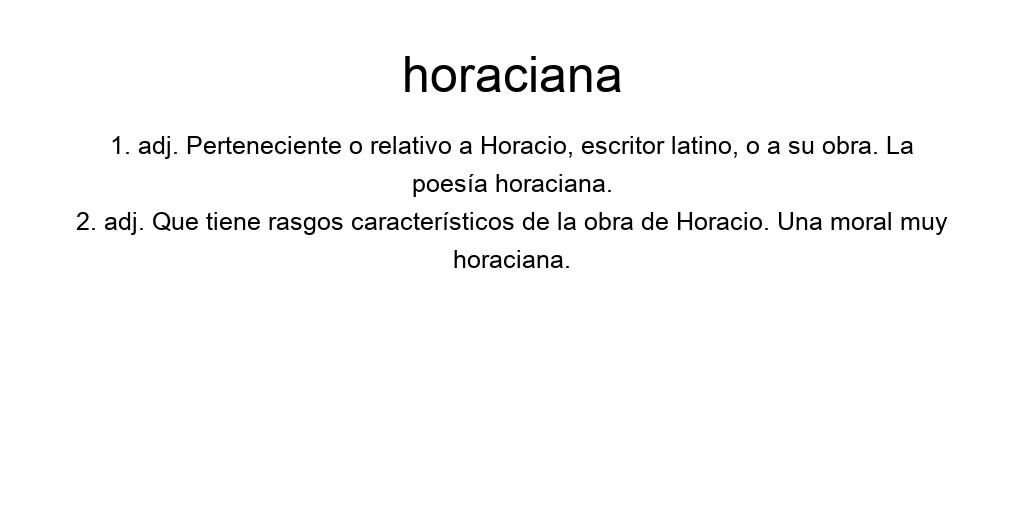 horaciana
1. adj. Perteneciente o relativo a Horacio, escritor latino, o a su obra. La
poesía horaciana.
2. adj. Que tiene rasgos característicos de la obra de Horacio. Una moral muy
horaciana.